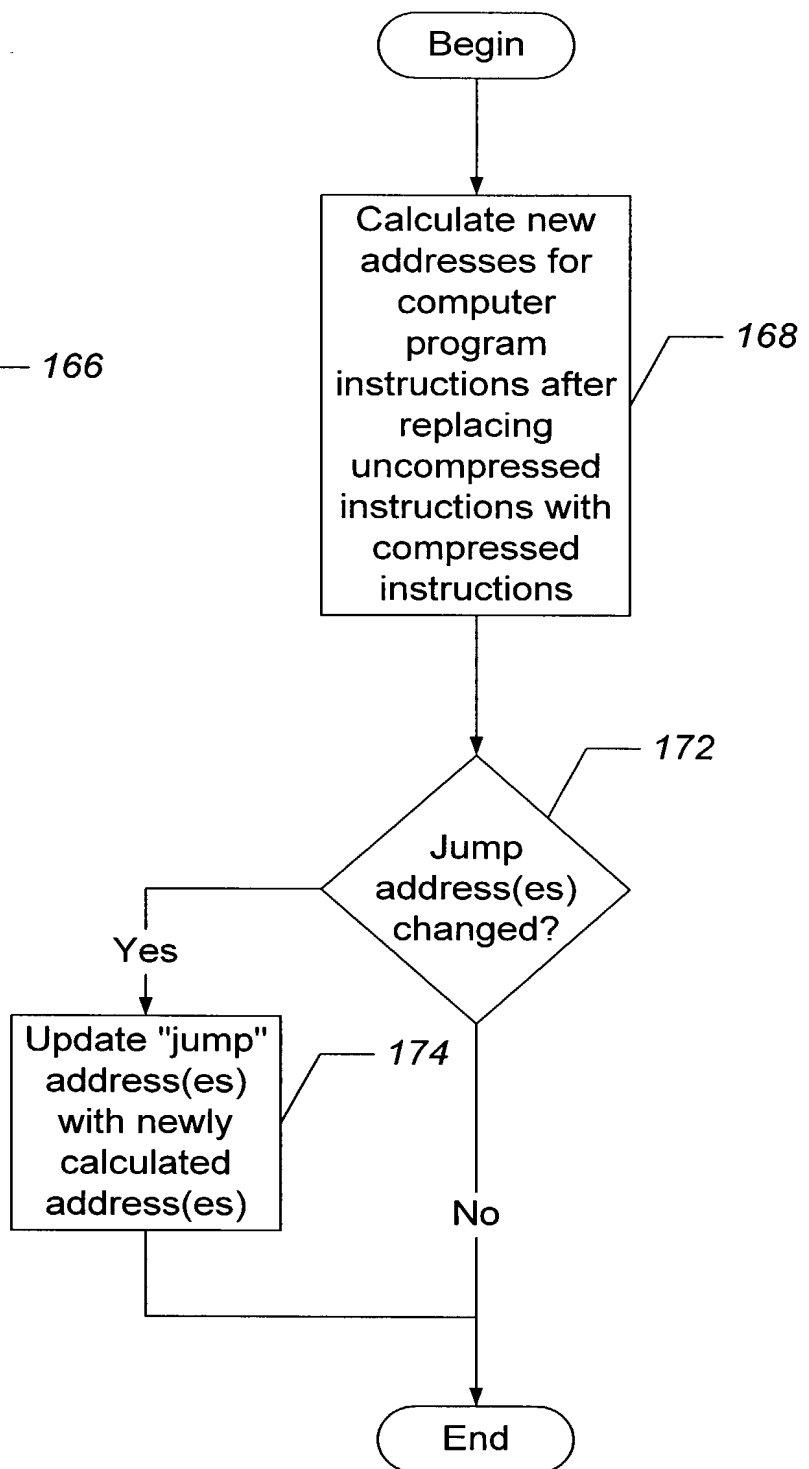 Begin
Calculate new
addresses for
computer
program
instructions after
replacing
uncompressed
instructions with
compressed
instructions
168
166
172
Jump
address(es)
changed?
Yes
Update "jump"
address(es)
with newly
calculated
address(es)
174
No
End